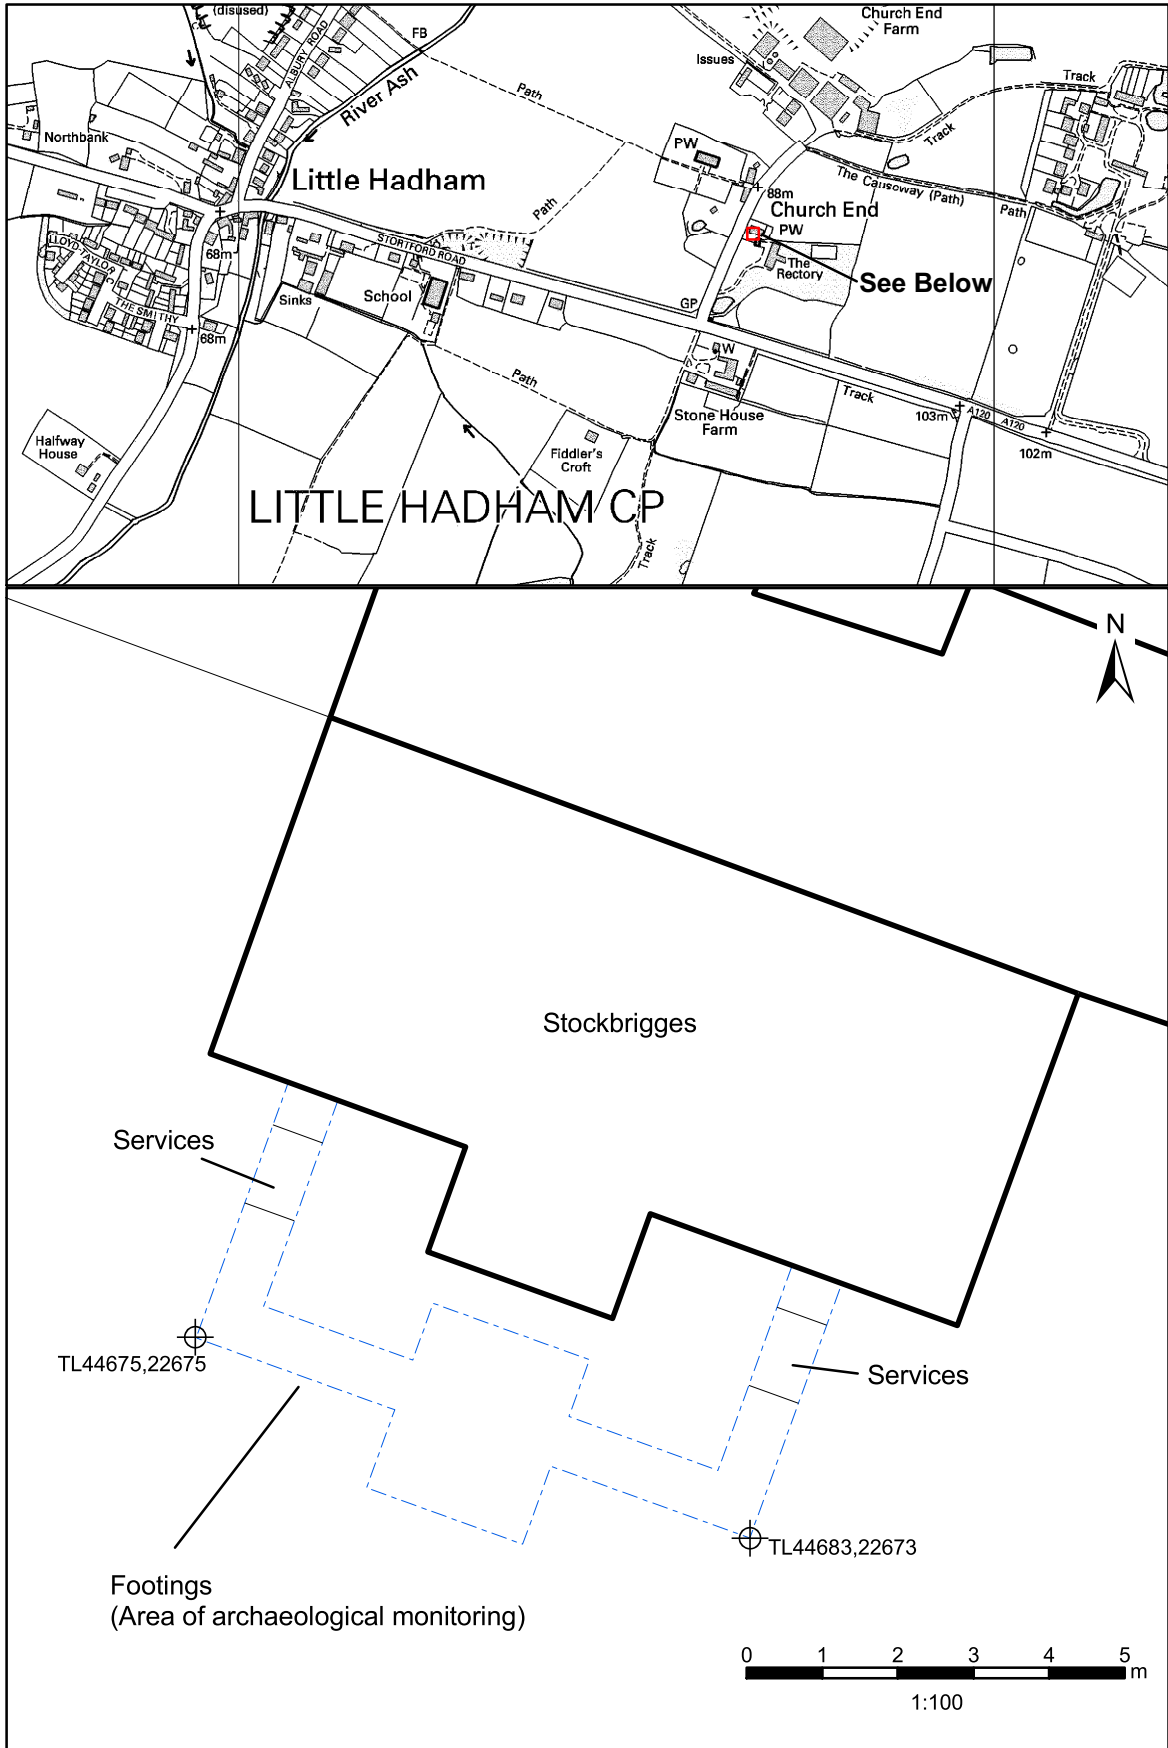 (disused)
ALBURY ROAD
FB
River Ash
Path
Church End
Farm
Issues
Track
Northbank
Little Hadham
PW
Track
88m
The Causeway (Path)
Path
Church End
PW
Path
STORTFORD ROAD
LLOYD-TAYLOR
68m
The
Rectory
See Below
Sinks
School
GP
THE SMITHY
68m
W
Path
Track
Stone House
Farm
103m
A120
A120
102m
Halfway
House
Fiddler's
Croft
LITTLE HADHAM CP
Track
N
Stockbrigges
Services
TL44675,22675
Services
TL44683,22673
Footings
(Area of archaeological monitoring)
0 1 2 3 4 5
m
1:100